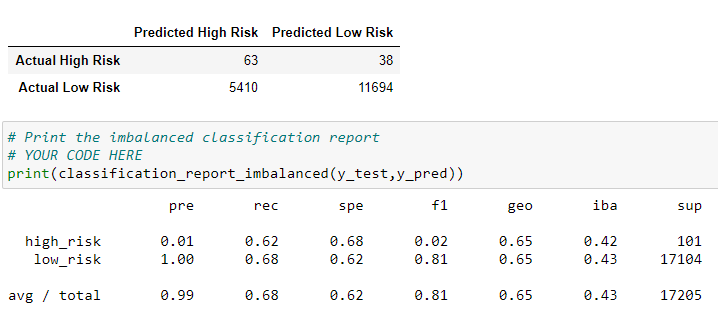 Predicted High Risk Predicted Low Risk
Actual High Risk 63 38
Actual Low Risk 5410 11694
# Print the imbalanced classification report
# YOUR CODE HERE
print(classification_report_imbalanced(y_test,y_pred))
pre rec spe f1 geo iba sup
high_risk 0.01 0.62 0.68 0.02 0.65 0.42 101
low_risk 1.00 0.68 0.62 0.81 0.65 0.43 17104
avg / total 0.99 0.68 0.62 0.81 0.65 0.43 17205